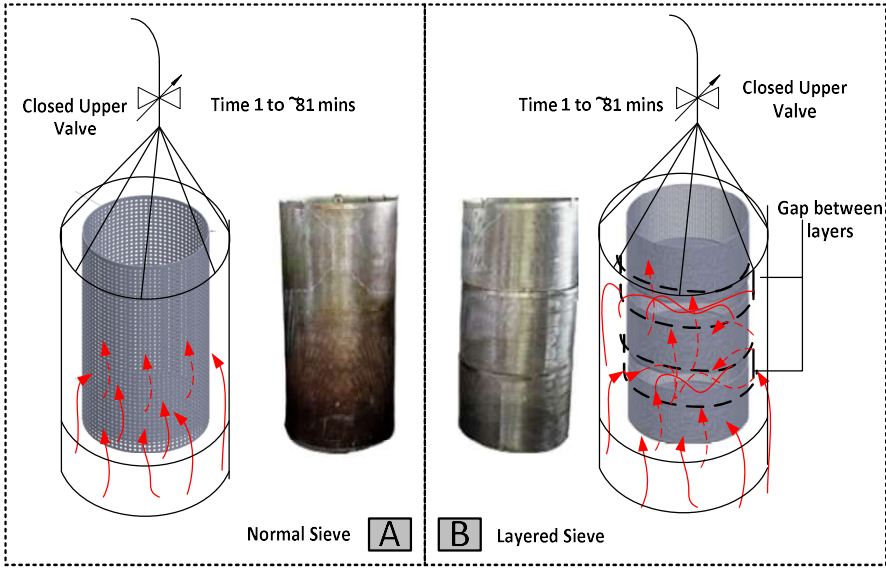 Closed Upper
Valve
Time 1 to ~81 mins
Normal Sieve
A
Time 1 to ~81 mins
Closed Upper
Valve
Gap between
layers
B
Layered Sieve